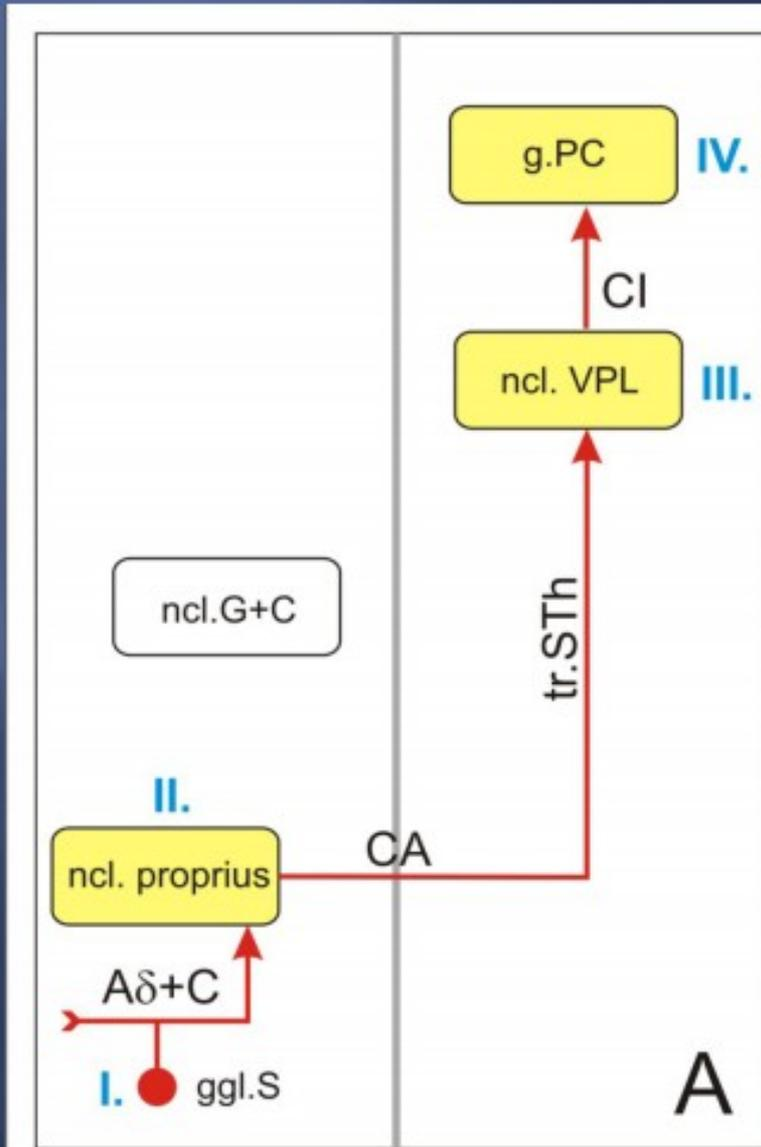 g.PC
IV.
CI
ncl. VPL
III.
tr.STh
ncl.G+C
II.
ncl. proprius
CA
Aδ+C
I.
ggl.S
A